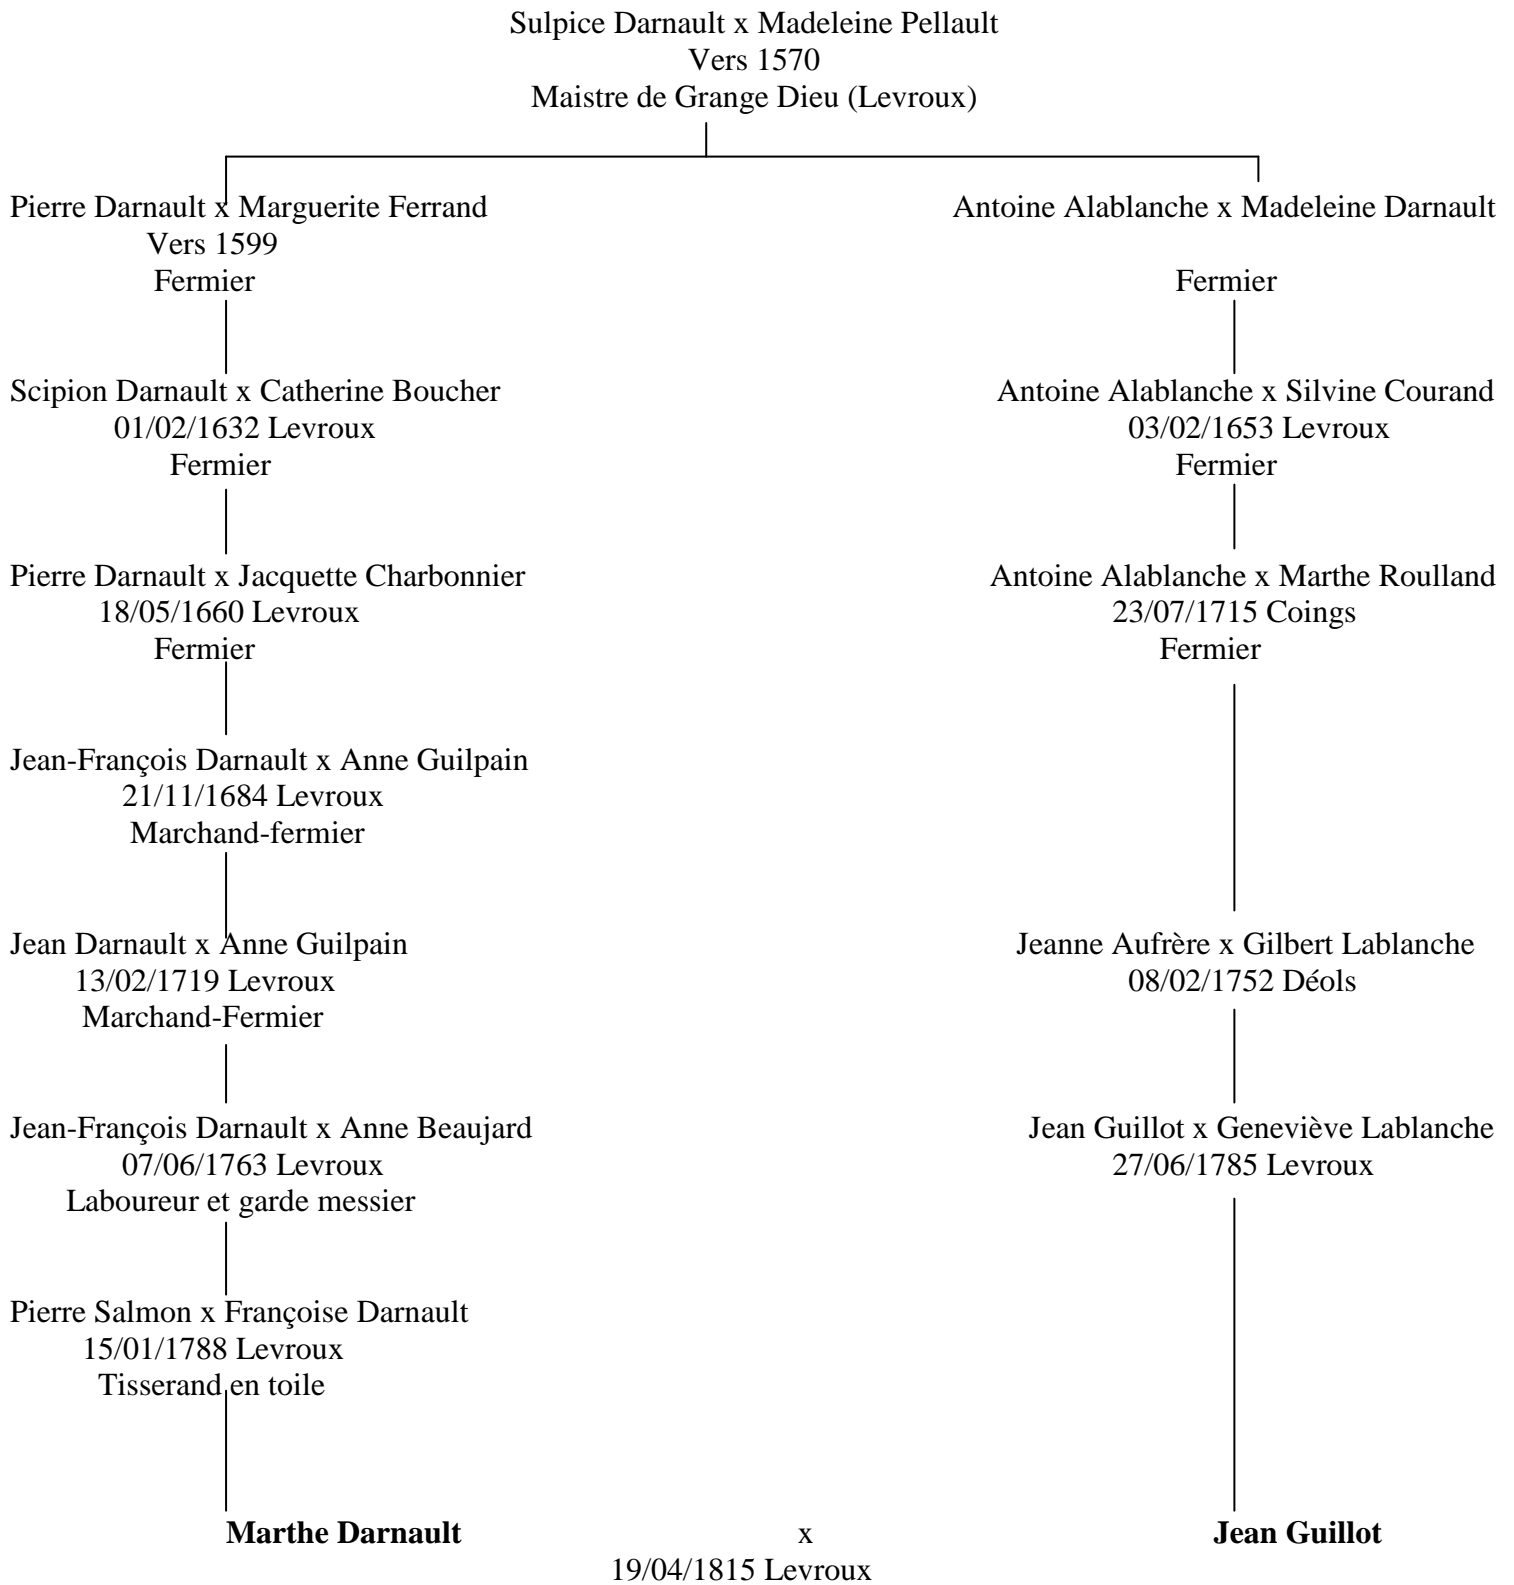 Sulpice Darnault x Madeleine Pellault
Vers 1570
Maistre de Grange Dieu (Levroux)
Pierre Darnault x Marguerite Ferrand
Vers 1599
Fermier
Antoine Alablanche x Madeleine Darnault
Fermier
Scipion Darnault x Catherine Boucher
01/02/1632 Levroux
Fermier
Antoine Alablanche x Silvine Courand
03/02/1653 Levroux
Fermier
Pierre Darnault x Jacquette Charbonnier
18/05/1660 Levroux
Fermier
Antoine Alablanche x Marthe Roulland
23/07/1715 Coings
Fermier
Jean-François Darnault x Anne Guilpain
21/11/1684 Levroux
Marchand-fermier
Jean Darnault x Anne Guilpain
13/02/1719 Levroux
Marchand-Fermier
Jeanne Aufrère x Gilbert Lablanche
08/02/1752 Déols
Jean-François Darnault x Anne Beaujard
07/06/1763 Levroux
Laboureur et garde messier
Jean Guillot x Geneviève Lablanche
27/06/1785 Levroux
Pierre Salmon x Françoise Darnault
15/01/1788 Levroux
Tisserand en toile
Marthe Darnault x Jean Guillot
19/04/1815 Levroux